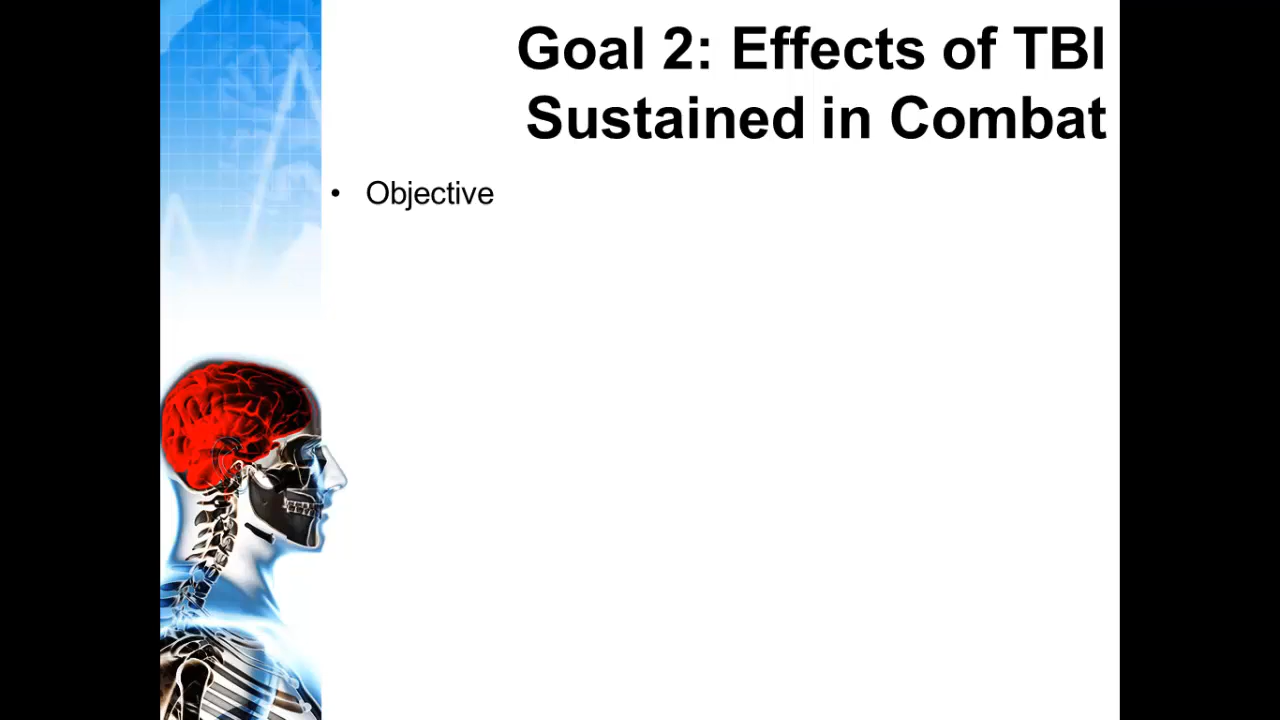 Goal 2: Effects of TBI
Sustained in Combat
• Objective